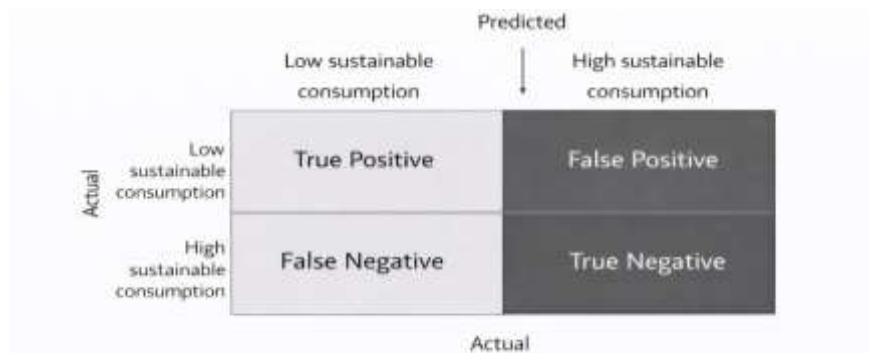 Predicted
Low sustainable
consumption
High sustainable
consumption
Actual
Low
sustainable
consumption
True Positive
False Positive
High
sustainable
consumption
False Negative
True Negative
Actual